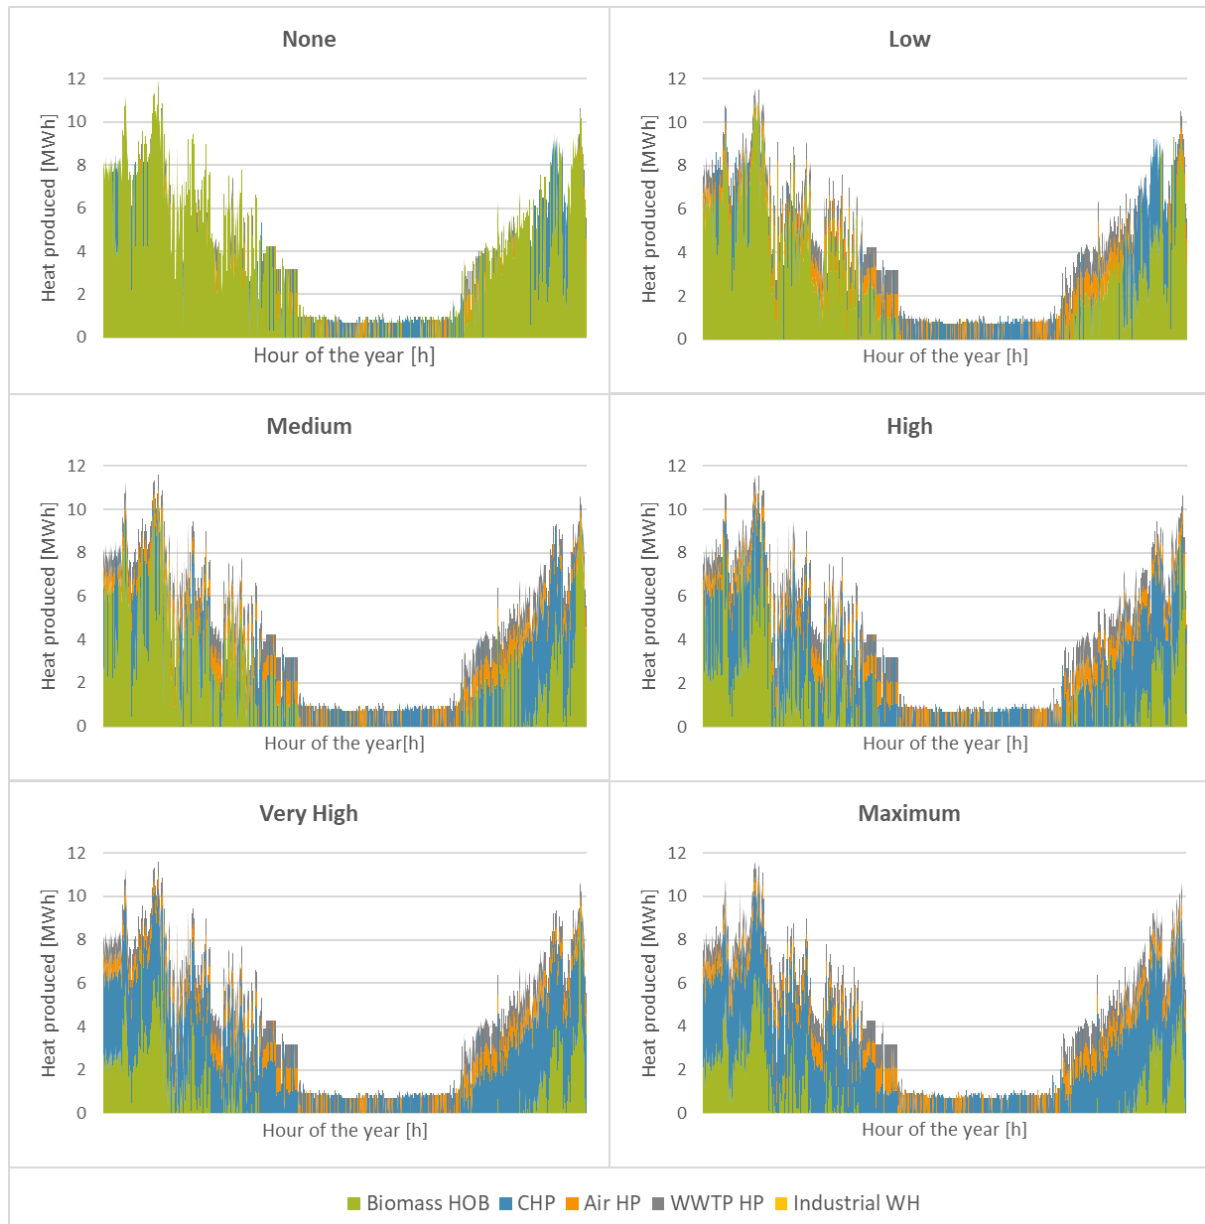 None
12
10
8
6
4
2
0
Heat produced [MWh]
Hour of the year [h]
Low
12
10
8
6
4
2
0
Heat produced [MWh]
Hour of the year [h]
Medium
12
10
8
6
4
2
0
Heat produced [MWh]
Hour of the year[h]
High
12
10
8
6
4
2
0
Heat produced [MWh]
Hour of the year [h]
Very High
12
10
8
6
4
2
0
Heat produced [MWh]
Hour of the year [h]
Maximum
12
10
8
6
4
2
0
Heat produced [MWh]
Hour of the year [h]
Biomass HOB CHP Air HP WWTP HP Industrial WH